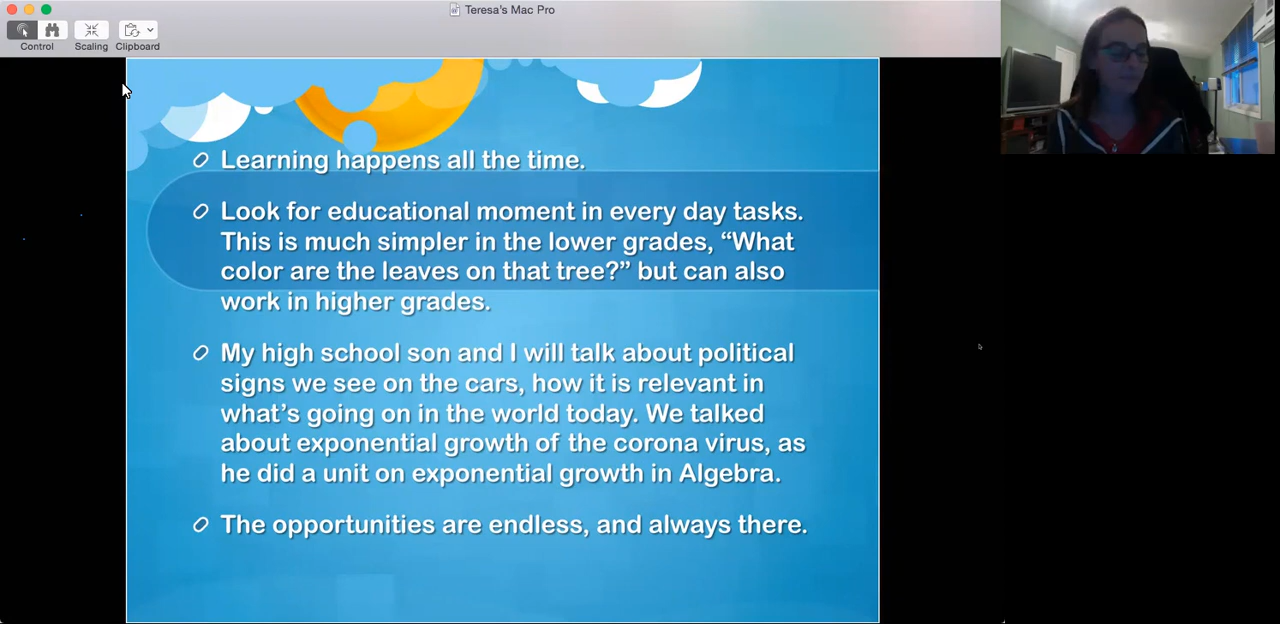 Teresa's Mac Pro
Control
Scaling
Clipboard
Learning happens all the time.
Look for educational moment in every day tasks.
This is much simpler in the lower grades, “What
color are the leaves on that tree?” but can also
work in higher grades.
My high school son and I will talk about political
signs we see on the cars, how it is relevant in
what’s going on in the world today. We talked
about exponential growth of the corona virus, as
he did a unit on exponential growth in Algebra.
The opportunities are endless, and always there.